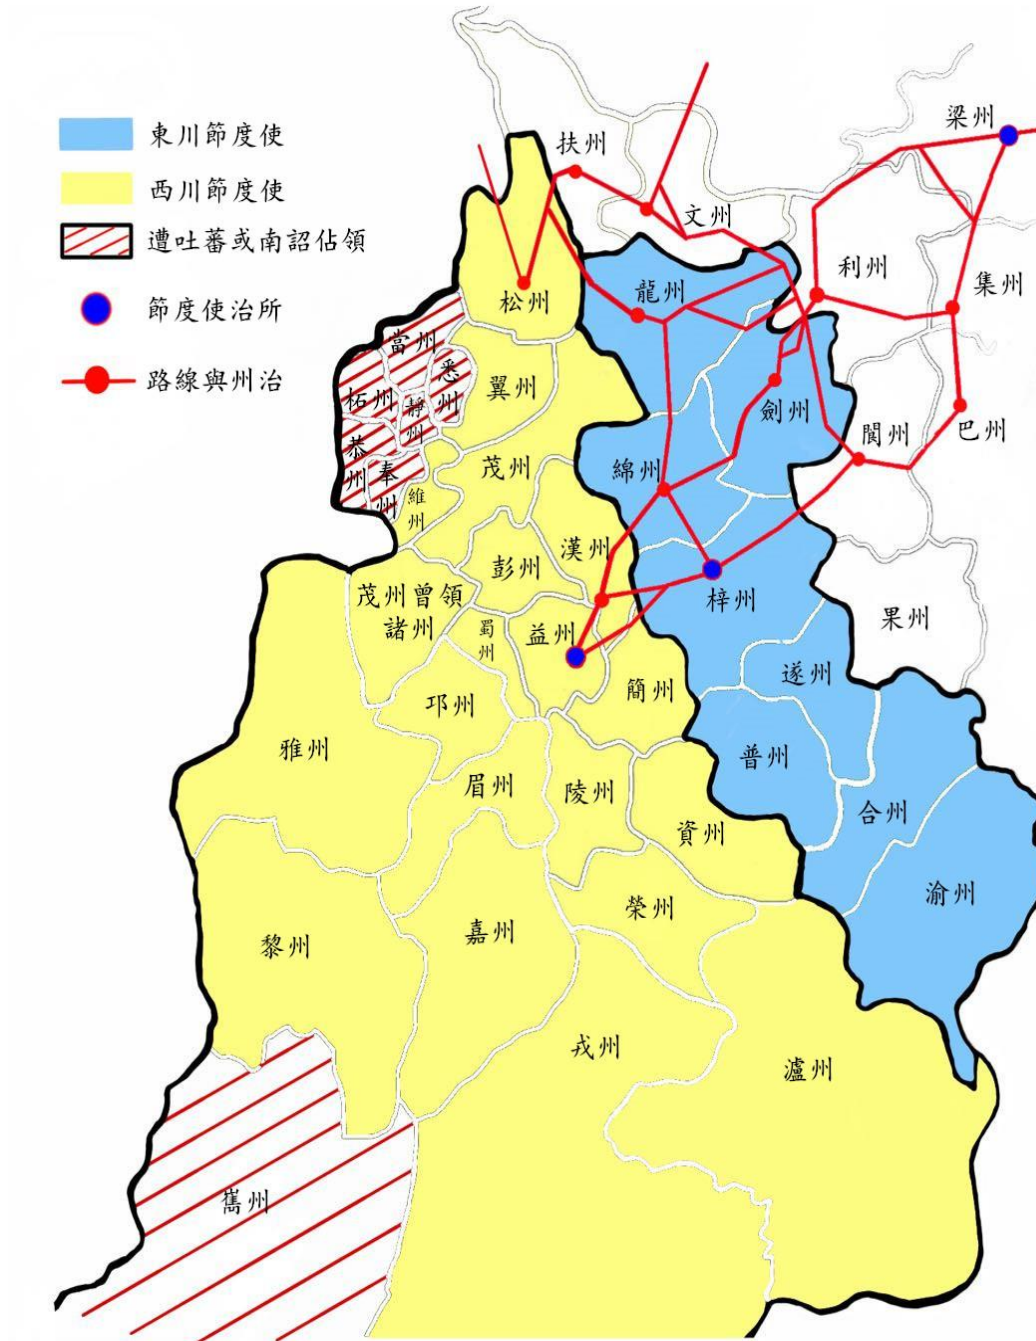 東川節度使
西川節度使
遭吐蕃或南詔佔領
節度使治所
路線與州治
梁州
扶州
文州
利州
集州
龍州
松州
當州
悉州
柘州
靜州
翼州
劍州
巴州
閬州
恭州
奉州
維州
茂州
綿州
漢州
彭州
梓州
茂州曾領
諸州
蜀州
益州
果州
遂州
簡州
邛州
雅州
普州
眉州
陵州
合州
資州
渝州
榮州
嘉州
黎州
戎州
瀘州
巂州